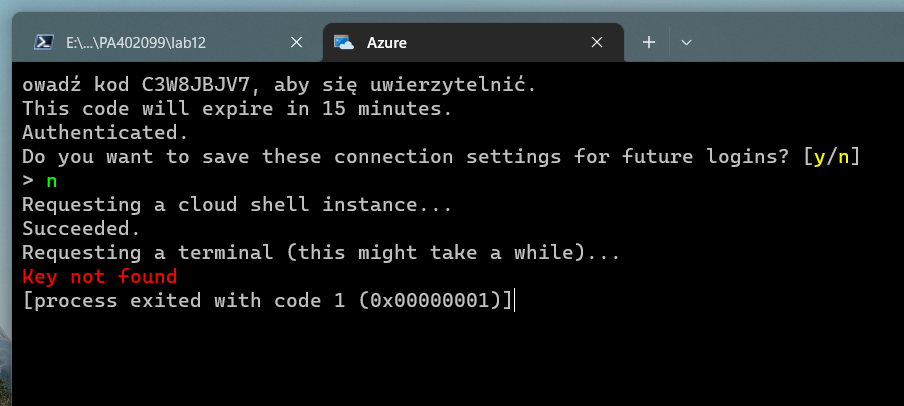 E:\...\PA402099\lab12
Azure
owadź kod C3W8JBJV7, aby się uwierzytelnić.
This code will expire in 15 minutes.
Authenticated.
Do you want to save these connection settings for future logins? [y/n]
> n
Requesting a cloud shell instance...
Succeeded.
Requesting a terminal (this might take a while)...
Key not found
[process exited with code 1 (0x00000001)]